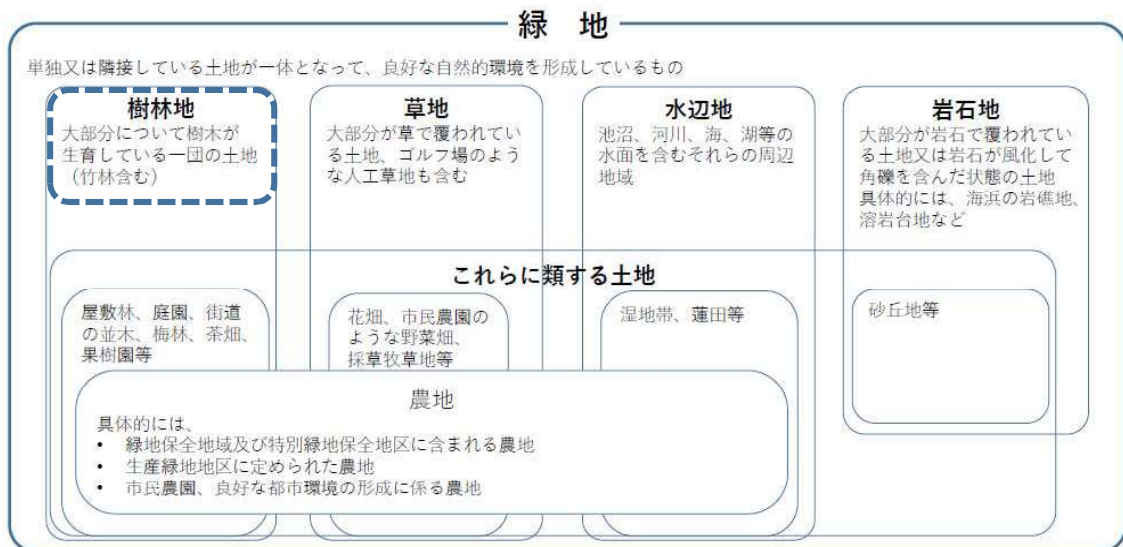 緑　地
単独又は隣接している土地が一体となって、良好な自然的環境を形成しているもの
樹林地
大部分について樹木が
生育している一団の土地
（竹林含む）
草地
大部分が草で覆われてい
る土地、ゴルフ場のよう
な人工草地も含む
水辺地
池沼、河川、海、湖等の
水面を含むそれらの周辺
地域
岩石地
大部分が岩石で覆われてい
る土地又は岩石が風化して
角礫を含んだ状態の土地
具体的には、海浜の岩礁地、
溶岩台地など
これらに類する土地
屋敷林、庭園、街道
の並木、梅林、茶畑、
果樹園等
花畑、市民農園の
ような野菜畑、
採草牧草地等
湿地帯、蓮田等
砂丘地等
農地
具体的には、
• 緑地保全地域及び特別緑地保全地区に含まれる農地
• 生産緑地地区に定められた農地
• 市民農園、良好な都市環境の形成に係る農地